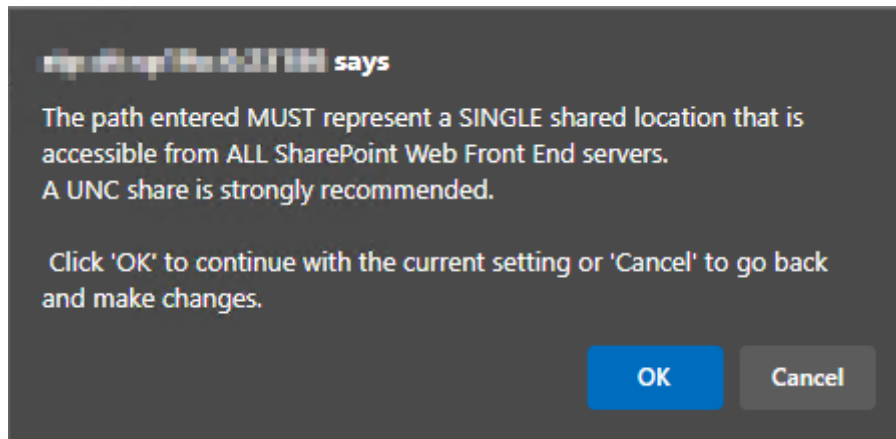 says
The path entered MUST represent a SINGLE shared location that is
accessible from ALL SharePoint Web Front End servers.
A UNC share is strongly recommended.
Click 'OK' to continue with the current setting or 'Cancel' to go back
and make changes.
OK
Cancel